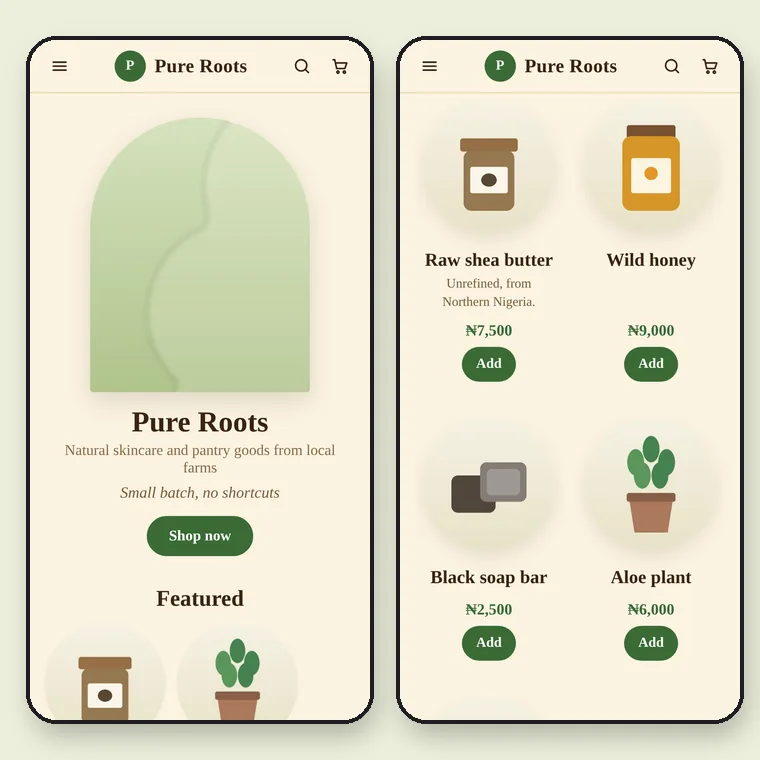 P Pure Roots
Pure Roots
Natural skincare and pantry goods from local
farms
Small batch, no shortcuts
Shop now
Featured
P Pure Roots
Raw shea butter
Unrefined, from
Northern Nigeria.
₦7,500
Add
Wild honey
₦9,000
Add
Black soap bar
₦2,500
Add
Aloe plant
₦6,000
Add